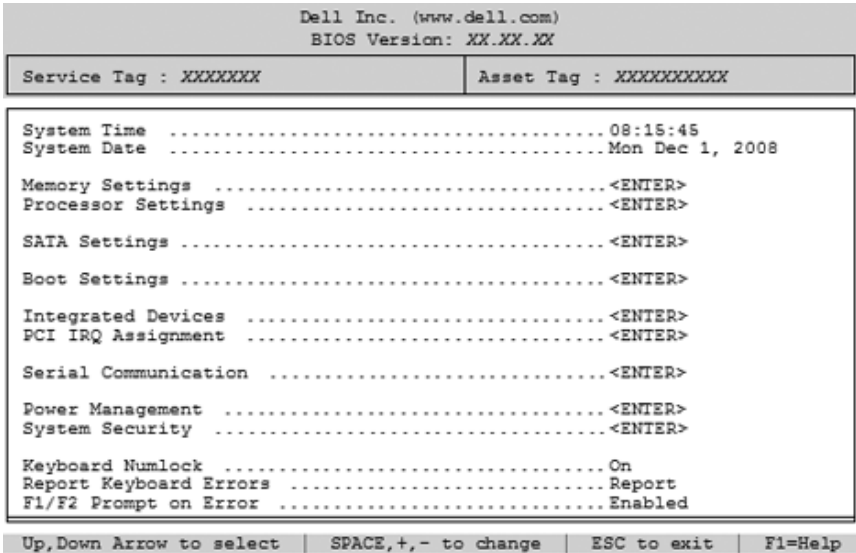 Dell Inc. (www.dell.com)
BIOS Version: XX.XX.XX
Service Tag : XXXXXXX Asset Tag : XXXXXXXXXX
System Time .......................................08:15:45
System Date .......................................Mon Dec 1, 2008
Memory Settings ...................................<ENTER>
Processor Settings ................................<ENTER>
SATA Settings ......................................<ENTER>
Boot Settings ......................................<ENTER>
Integrated Devices ................................<ENTER>
PCI IRQ Assignment ................................<ENTER>
Serial Communication ..............................<ENTER>
Power Management ..................................<ENTER>
System Security ...................................<ENTER>
Keyboard Numlock ..................................On
Report Keyboard Errors ............................Report
F1/F2 Prompt on Error .............................Enabled
Up,Down Arrow to select | SPACE,+,- to change | ESC to exit | F1=Help